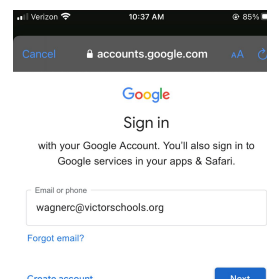 Verizon 10:37 AM 85%
Cancel accounts.google.com AA
Google
Sign in
with your Google Account. You'll also sign in to
Google services in your apps & Safari.
Email or phone
wagnerc@victorschools.org
Forgot email?
Create account Next